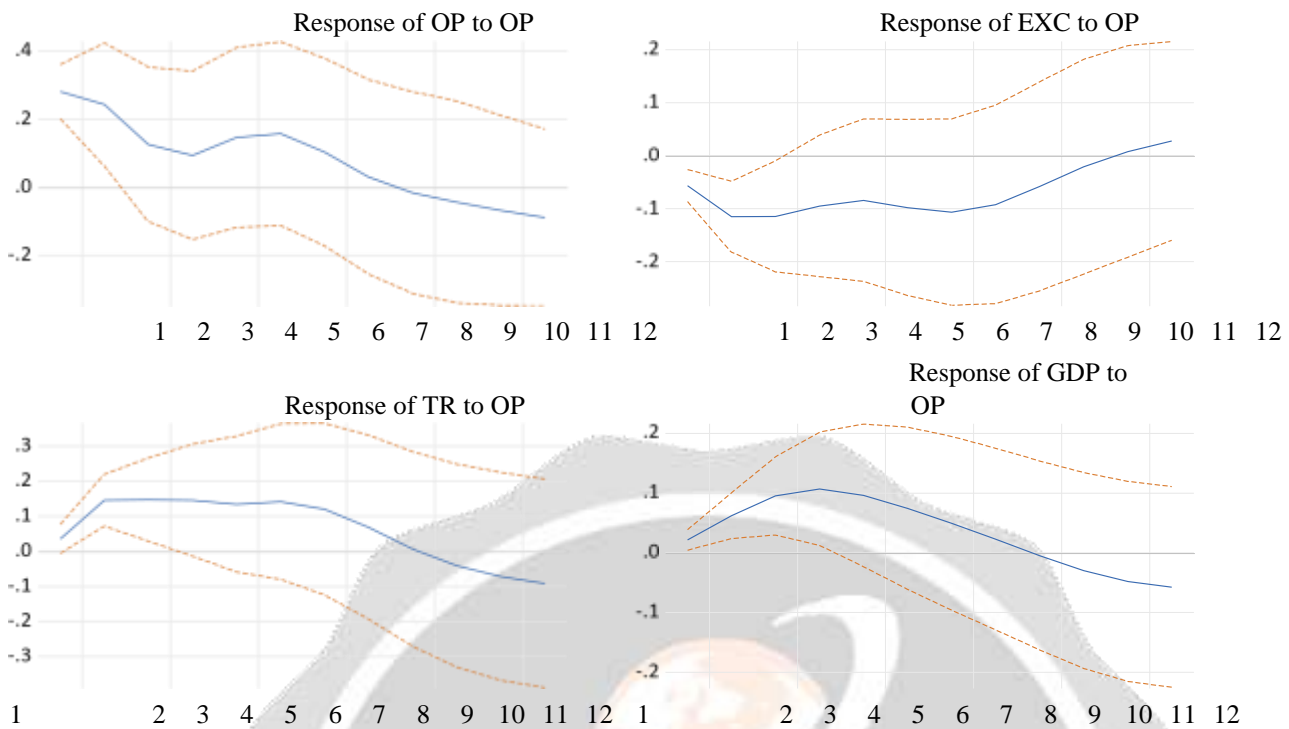 Response of OP to OP
.4
.2
.0
-.2
1 2 3 4 5 6 7 8 9 10 11 12
Response of EXC to OP
.2
.1
.0
-.1
-.2
1 2 3 4 5 6 7 8 9 10 11 12
Response of TR to OP
.3
.2
.1
.0
-.1
-.2
-.3
1 2 3 4 5 6 7 8 9 10 11 12
Response of GDP to
OP
.2
.1
.0
-.1
-.2
1 2 3 4 5 6 7 8 9 10 11 12